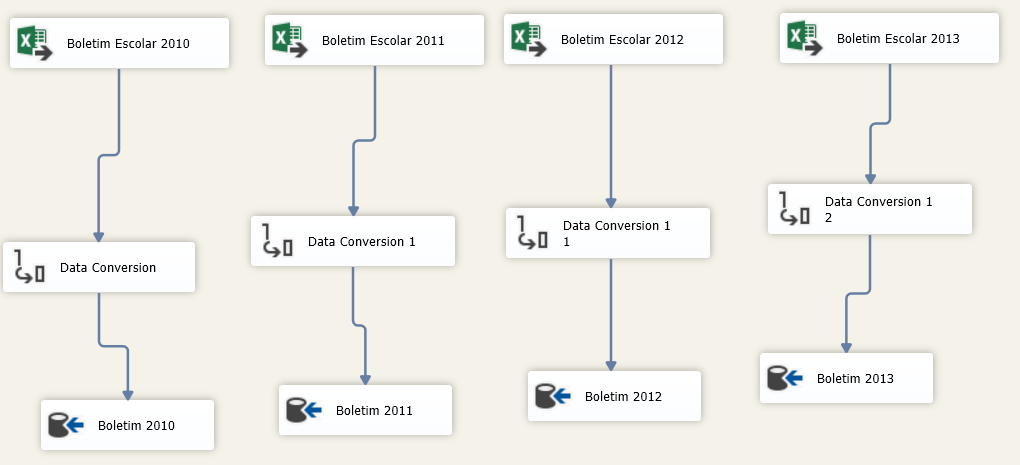 Boletim Escolar 2010
Boletim Escolar 2011
Boletim Escolar 2012
Boletim Escolar 2013
Data Conversion
Data Conversion 1
Data Conversion 1
1
Data Conversion 1
2
Boletim 2010
Boletim 2011
Boletim 2012
Boletim 2013